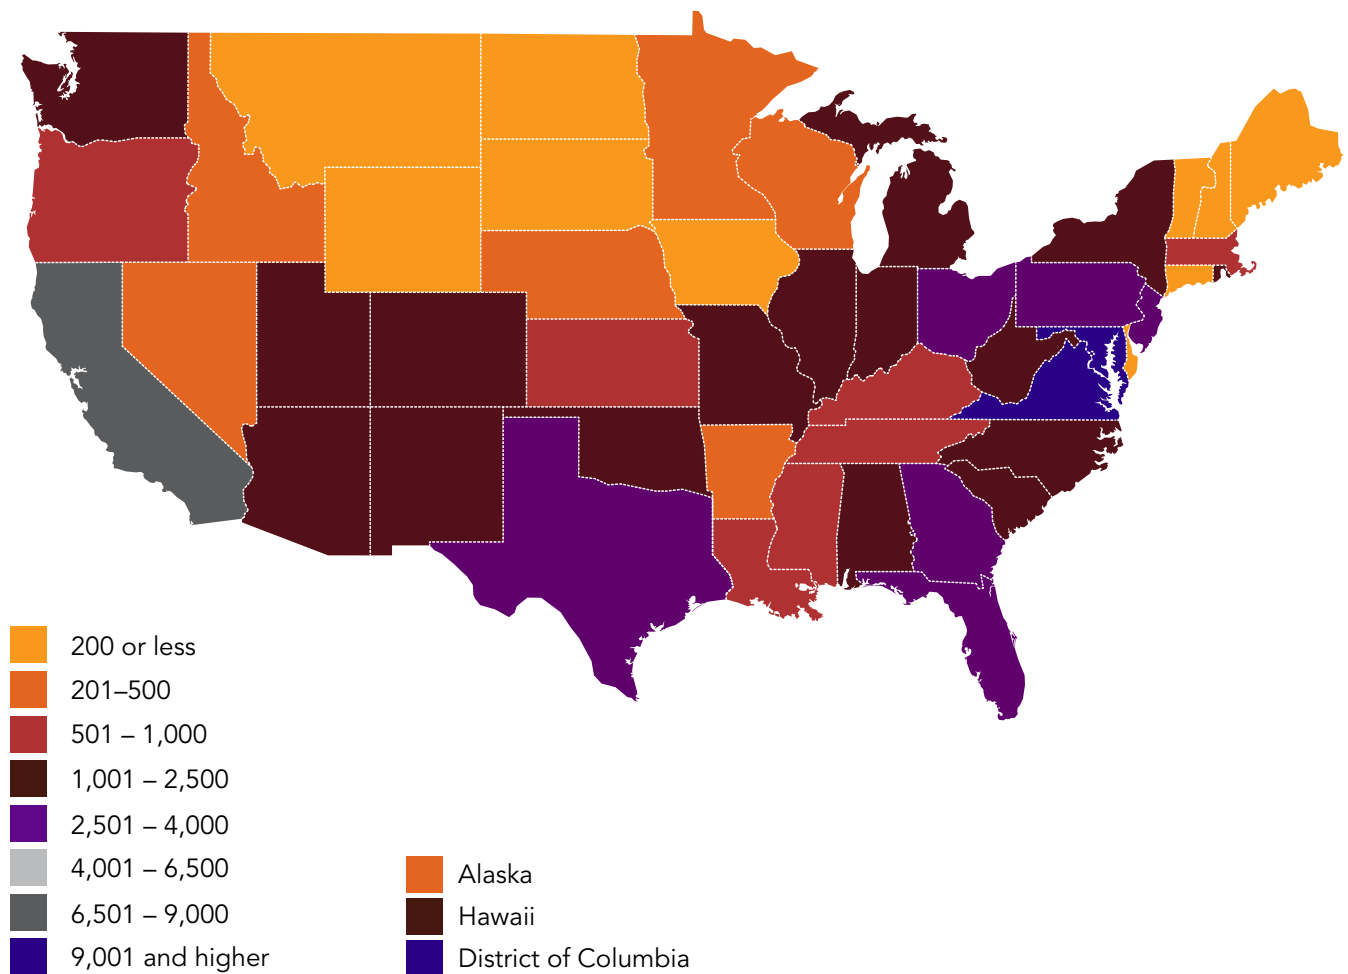 200 or less
201–500
501 – 1,000
1,001 – 2,500
2,501 – 4,000
4,001 – 6,500
6,501 – 9,000
9,001 and higher
Alaska
Hawaii
District of Columbia